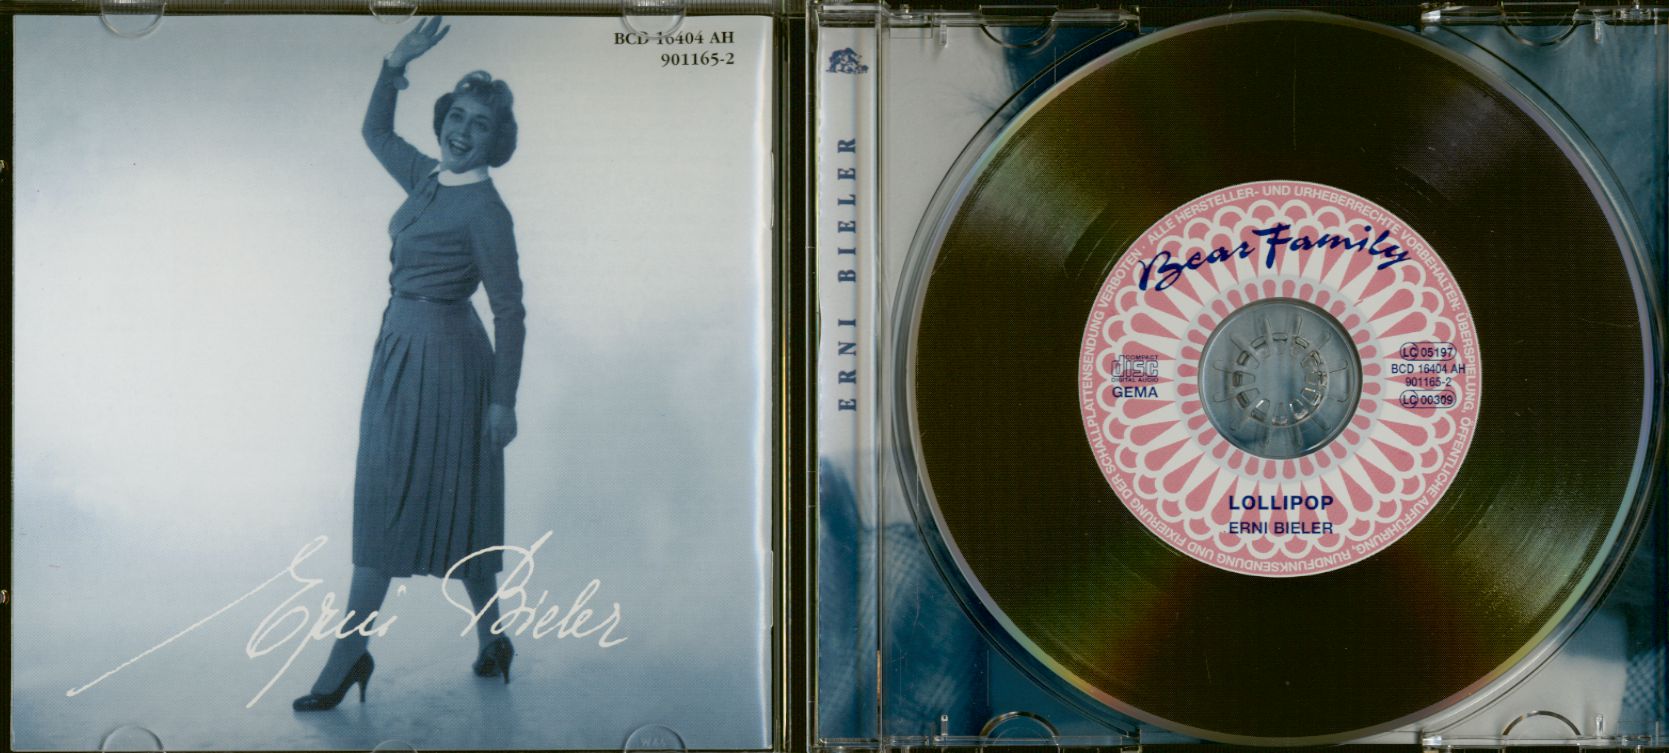 BCD 16404 AH
901165-2
Erni Bieler
ERNI BIELER
ALLE HERSTELLER- UND URHEBERRECHTE VORBEHALTEN: ÜBERSPIELUNG, ÖFFENTLICHE AUFFÜHRUNG, RUNDFUNKSENDUNG UND FIXIERUNG DER SCHALLPLATTENSENDUNG VERBOTEN ·
Bear Family
COMPACT
disc
DIGITAL AUDIO
GEMA
LC 05197
BCD 16404 AH
901165-2
LC 00309
LOLLIPOP
ERNI BIELER